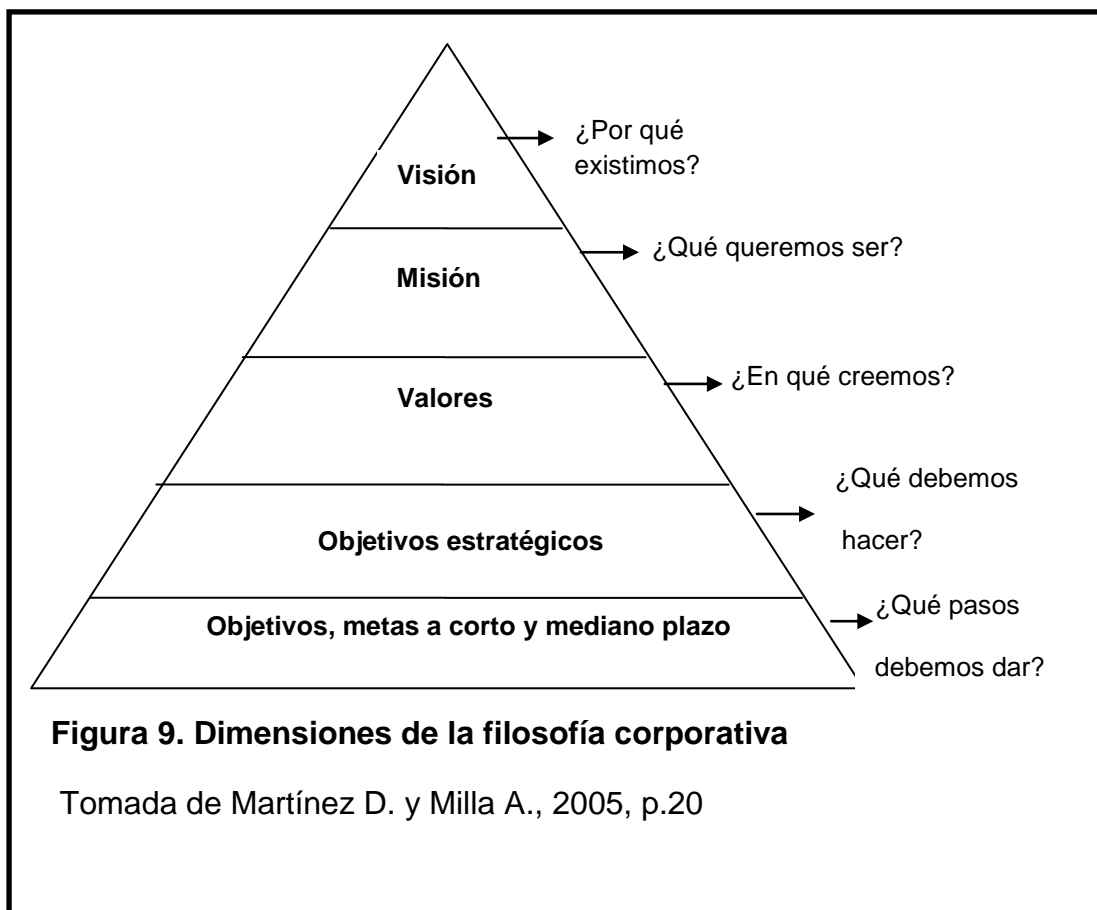 ¿Por qué
existimos?
Visión
¿Qué queremos ser?
Misión
¿En qué creemos?
Valores
¿Qué debemos
hacer?
Objetivos estratégicos
¿Qué pasos
debemos dar?
Objetivos, metas a corto y mediano plazo
Figura 9. Dimensiones de la filosofía corporativa
Tomada de Martínez D. y Milla A., 2005, p.20